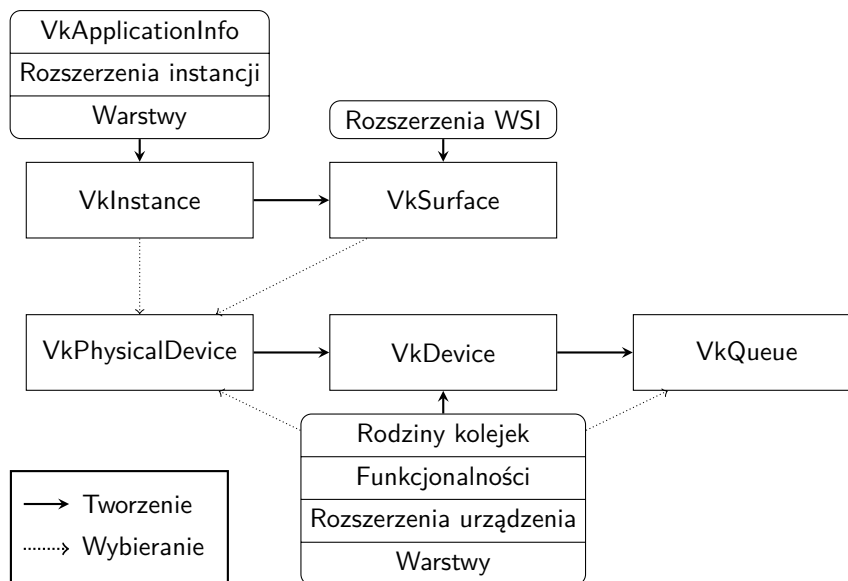 VkApplicationInfo
Rozszerzenia instancji
Warstwy
Rozszerzenia WSI
VkInstance
VkSurface
VkPhysicalDevice
VkDevice
VkQueue
Rodziny kolejek
Funkcjonalności
Rozszerzenia urządzenia
Warstwy
Tworzenie
Wybieranie